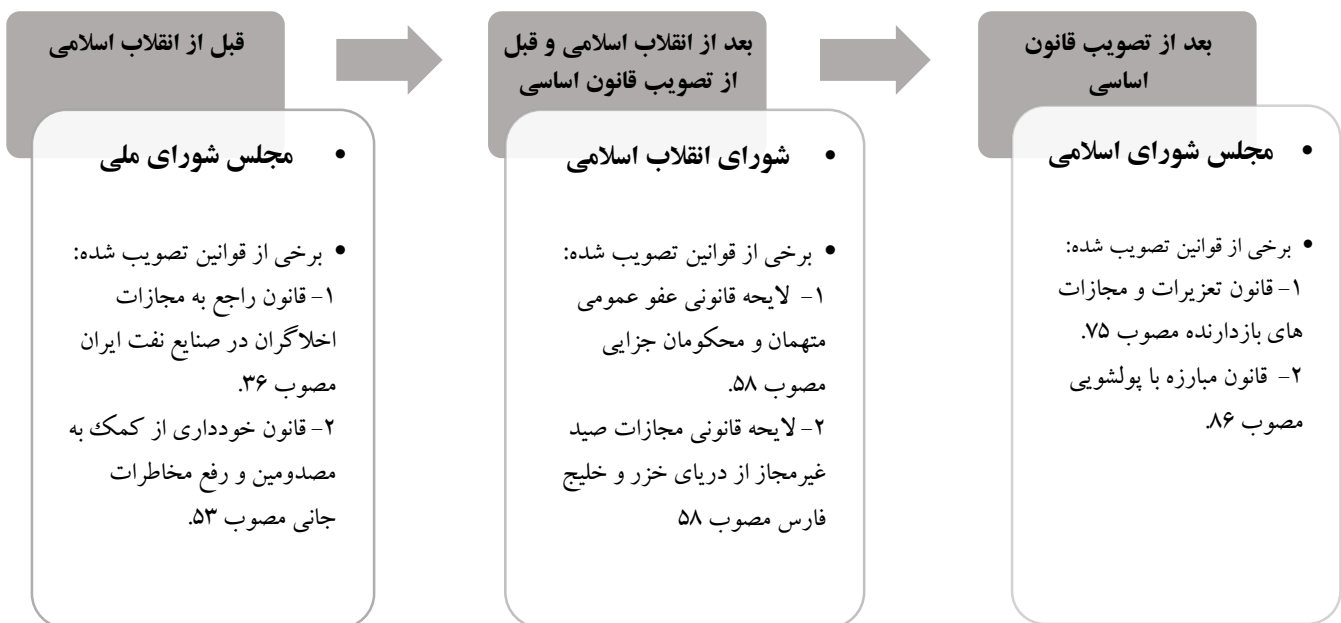 قبل از انقلاب اسلامی
مجلس شورای ملی •
• برخی از قوانین تصویب شده:
۱- قانون راجع به مجازات
اخلاگران در صنایع نفت ایران
مصوب ۳۶.
۲- قانون خودداری از کمک به
مصدومین و رفع مخاطرات
جانی مصوب ۵۳.
بعد از انقلاب اسلامی و قبل
از تصویب قانون اساسی
• شورای انقلاب اسلامی
• برخی از قوانین تصویب شده:
۱- لایحه قانونی عفو عمومی
متهمان و محکومان جزایی
مصوب ۵۸.
۲- لایحه قانونی مجازات صید
غیرمجاز از دریای خزر و خلیج
فارس مصوب ۵۸
بعد از تصویب قانون
اساسی
• مجلس شورای اسلامی
• برخی از قوانین تصویب شده:
۱- قانون تعزیرات و مجازات
های بازدارنده مصوب ۷۵.
۲- قانون مبارزه با پولشویی
مصوب ۸۶.